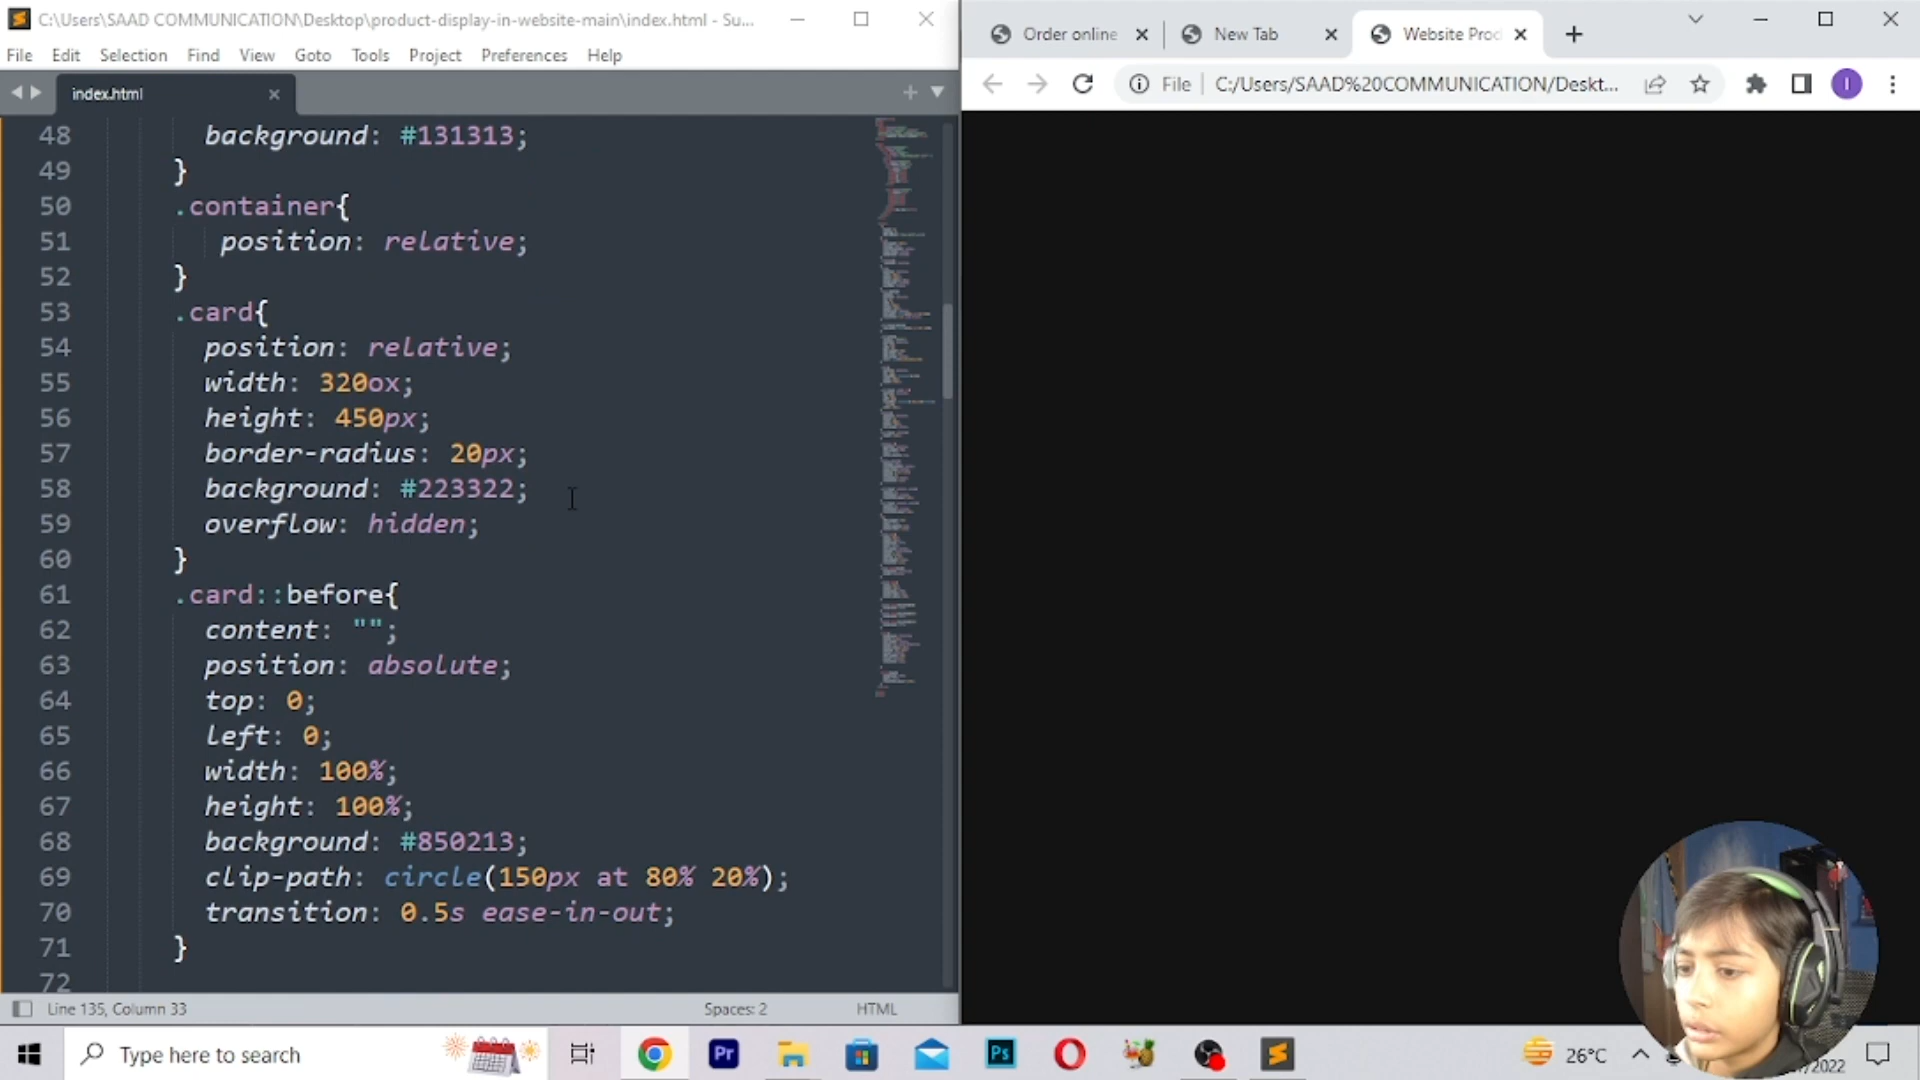 C:\Users\SAAD COMMUNICATION\Desktop\product-display-in-website-main\index.html - Su...
File Edit Selection Find View Goto Tools Project Preferences Help
index.html
48 background: #131313;
49 }
50 .container{
51 position: relative;
52 }
53 .card{
54 position: relative;
55 width: 320ox;
56 height: 450px;
57 border-radius: 20px;
58 background: #223322;
59 overflow: hidden;
60 }
61 .card::before{
62 content: "";
63 position: absolute;
64 top: 0;
65 left: 0;
66 width: 100%;
67 height: 100%;
68 background: #850213;
69 clip-path: circle(150px at 80% 20%);
70 transition: 0.5s ease-in-out;
71 }
72
Line 135, Column 33 Spaces: 2 HTML
Order online New Tab Website Prod
File C:/Users/SAAD%20COMMUNICATION/Deskt...
I
Type here to search
Pr
Ps
26°C
/2022